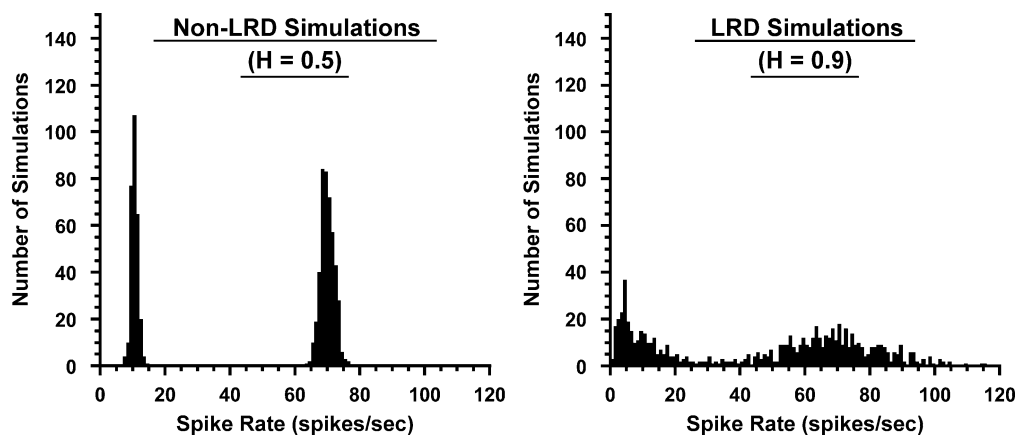 Non-LRD Simulations
(H = 0.5)
Number of Simulations
140
120
100
80
60
40
20
0
0 20 40 60 80 100 120
Spike Rate (spikes/sec)
LRD Simulations
(H = 0.9)
Number of Simulations
140
120
100
80
60
40
20
0
0 20 40 60 80 100 120
Spike Rate (spikes/sec)